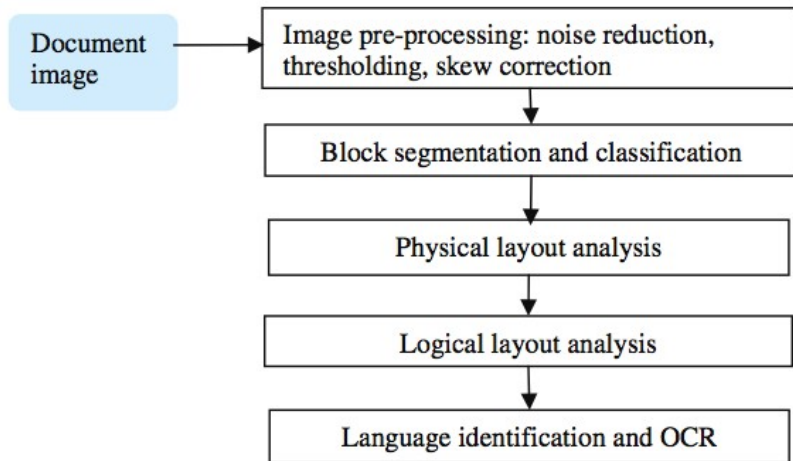 Document
image
Image pre-processing: noise reduction,
thresholding, skew correction
Block segmentation and classification
Physical layout analysis
Logical layout analysis
Language identification and OCR